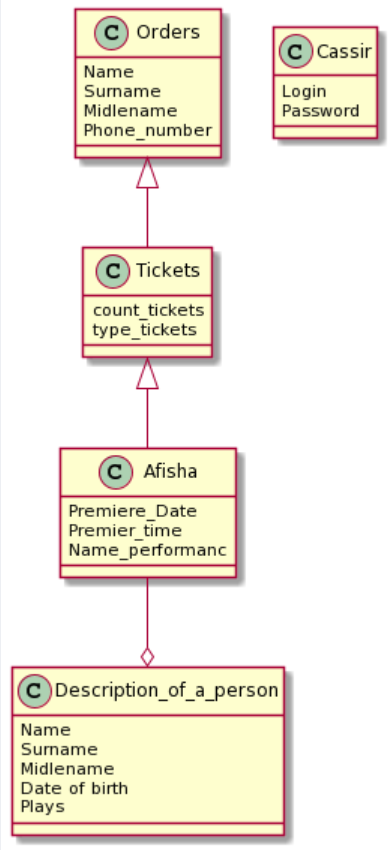 C Orders
Name
Surname
Midlename
Phone_number
C Cassir
Login
Password
C Tickets
count_tickets
type_tickets
C Afisha
Premiere_Date
Premier_time
Name_performanc
C Description_of_a_person
Name
Surname
Midlename
Date of birth
Plays